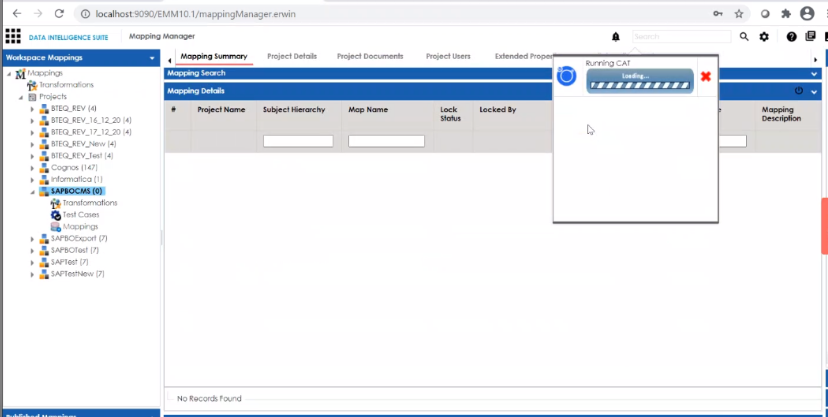 localhost:9090/EMM10.1/mappingManager.erwin
DATA INTELLIGENCE SUITE Mapping Manager Search
Workspace Mappings
Mappings
Transformations
Projects
BTEQ_REV (4)
BTEQ_REV_16_12_20 (4)
BTEQ_REV_17_12_20 (4)
BTEQ_REV_New (4)
BTEQ_REV_Test (4)
Cognos (147)
Informatica (1)
SAPBOCMS (0)
Transformations
Test Cases
Mappings
SAPBOExport (7)
SAPBOTest (7)
SAPTest (7)
SAPTestNew (7)
Published Mappings
Mapping Summary Project Details Project Documents Project Users Extended Proper
Mapping Search
Mapping Details
# Project Name Subject Hierarchy Map Name Lock Status Locked By Mapping Description
Running CAT
Loading...
No Records Found